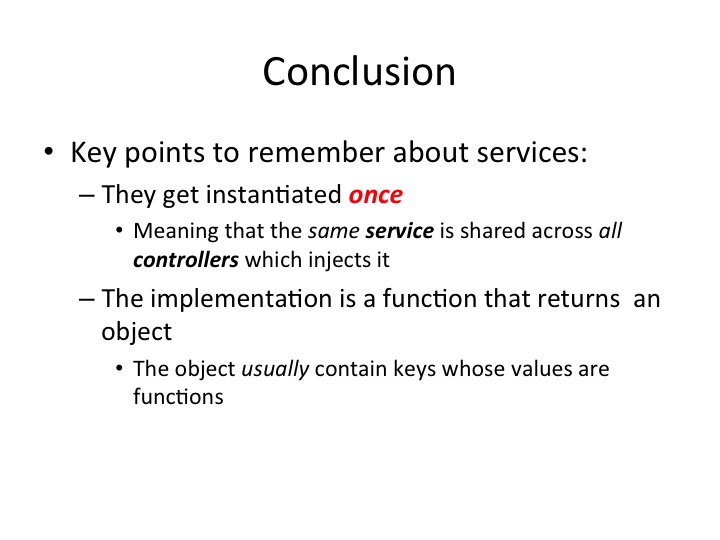 Conclusion
• Key points to remember about services:
– They get instantiated once
• Meaning that the same service is shared across all
controllers which injects it
– The implementation is a function that returns  an
object
• The object usually contain keys whose values are
functions